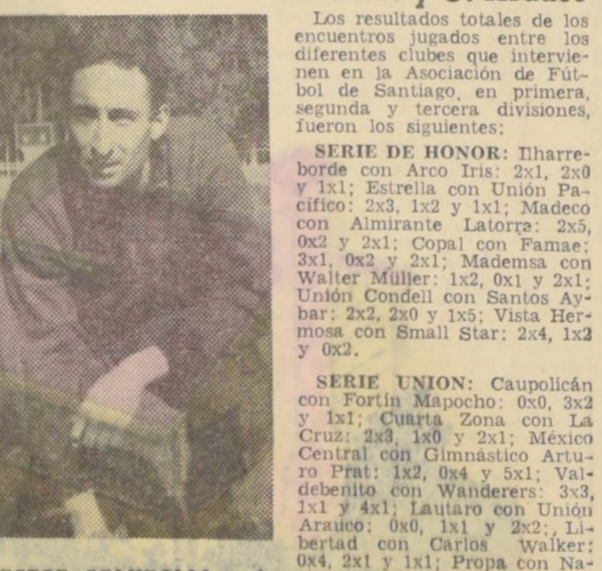 Los resultados totales de los
encuentros jugados entre los
diferentes clubes que intervie-
nen en la Asociación de Fút-
bol de Santiago, en primera,
segunda y tercera divisiones,
fueron los siguientes:
SERIE DE HONOR: Ilharre-
borde con Arco Iris: 2x1, 2x0
y 1x1; Estrella con Unión Pa-
cífico: 2x3, 1x2 y 1x1; Madeco
con Almirante Latorre: 2x5,
0x2 y 2x1; Copal con Famae:
3x1, 0x2 y 2x1; Mademsa con
Walter Müller: 1x2, 0x1 y 2x1;
Unión Condell con Santos Ay-
bar: 2x2, 2x0 y 1x5; Vista Her-
mosa con Small Star: 2x4, 1x2
y 0x2.
SERIE UNION: Caupolicán
con Fortín Mapocho: 0x0, 3x2
y 1x1; Cuarta Zona con La
Cruz: 2x3, 1x0 y 2x1; México
Central con Gimnástico Artu-
ro Prat: 1x2, 0x4 y 5x1; Val-
debenito con Wanderers: 3x3,
1x1 y 4x1; Lautaro con Unión
Arauco: 0x0, 1x1 y 2x2;, Li-
bertad con Carlos Walker:
0x4, 2x1 y 1x1; Propa con Na-